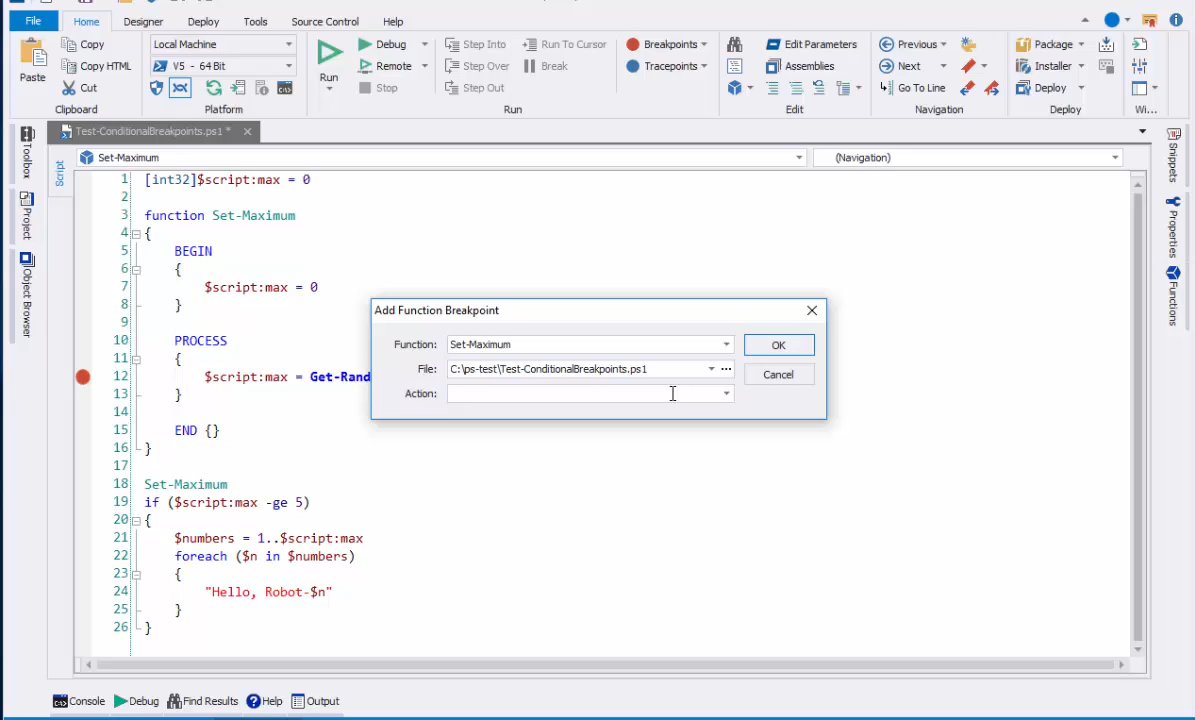 File
Home
Designer
Deploy
Tools
Source Control
Help
Paste
Copy
Copy HTML
Cut
Clipboard
Local Machine
V5 - 64 Bit
Platform
Run
Debug
Remote
Stop
Step Into
Step Over
Step Out
Run To Cursor
Break
Breakpoints
Tracepoints
Run
Edit Parameters
Assemblies
Edit
Previous
Next
Go To Line
Navigation
Package
Installer
Deploy
Deploy
Wi...
Test-ConditionalBreakpoints.ps1 *
Toolbox
Project
Object Browser
Script
Set-Maximum
(Navigation)
Snippets
Properties
Functions
1 [int32]$script:max = 0
2
3 function Set-Maximum
4 {
5 BEGIN
6 {
7 $script:max = 0
8 }
9
10 PROCESS
11 {
12 $script:max = Get-Rand
13 }
14
15 END {}
16 }
17
18 Set-Maximum
19 if ($script:max -ge 5)
20 {
21 $numbers = 1..$script:max
22 foreach ($n in $numbers)
23 {
24 "Hello, Robot-$n"
25 }
26 }
Add Function Breakpoint
Function: Set-Maximum
OK
File: C:\ps-test\Test-ConditionalBreakpoints.ps1
...
Cancel
Action:
Console
Debug
Find Results
Help
Output